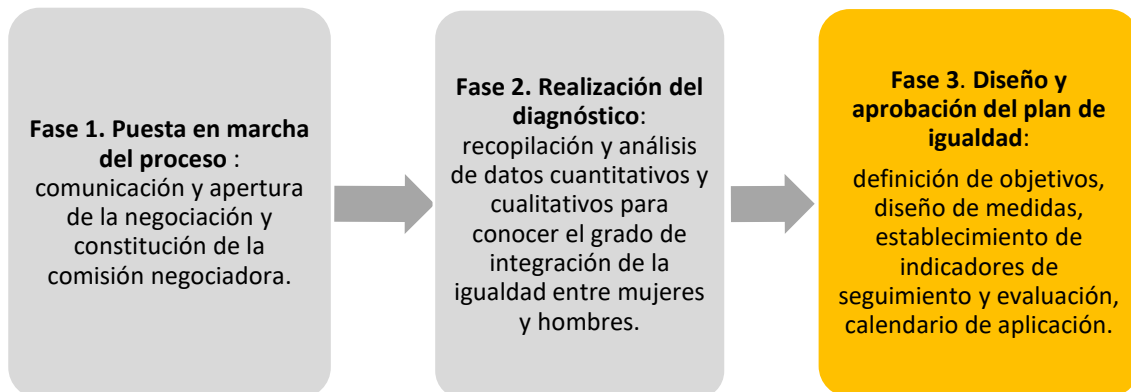 Fase 1. Puesta en marcha
del proceso :
comunicación y apertura
de la negociación y
constitución de la
comisión negociadora.
Fase 2. Realización del
diagnóstico:
recopilación y análisis
de datos cuantitativos y
cualitativos para
conocer el grado de
integración de la
igualdad entre mujeres
y hombres.
Fase 3. Diseño y
aprobación del plan de
igualdad:
definición de objetivos,
diseño de medidas,
establecimiento de
indicadores de
seguimiento y evaluación,
calendario de aplicación.